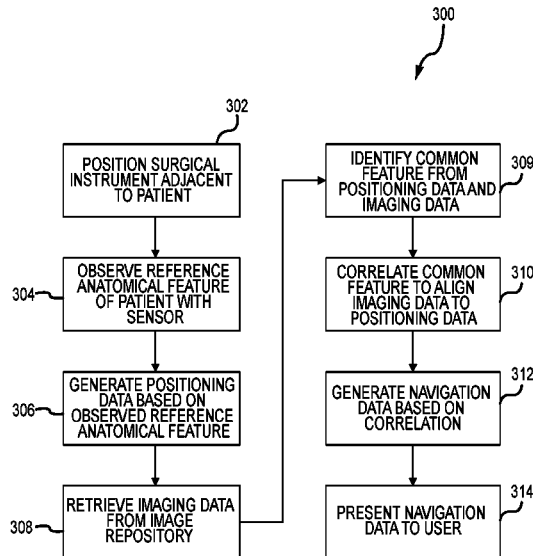 300
302
POSITION SURGICAL
INSTRUMENT ADJACENT
TO PATIENT
304
OBSERVE REFERENCE
ANATOMICAL FEATURE
OF PATIENT WITH
SENSOR
306
GENERATE POSITIONING
DATA BASED ON
OBSERVED REFERENCE
ANATOMICAL FEATURE
308
RETRIEVE IMAGING DATA
FROM IMAGE
REPOSITORY
IDENTIFY COMMON
FEATURE FROM
POSITIONING DATA AND
IMAGING DATA
309
CORRELATE COMMON
FEATURE TO ALIGN
IMAGING DATA TO
POSITIONING DATA
310
GENERATE NAVIGATION
DATA BASED ON
CORRELATION
312
PRESENT NAVIGATION
DATA TO USER
314